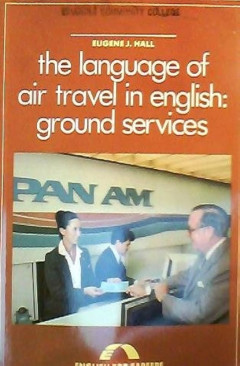 EUGENE J. HALL
the language of
air travel in english:
ground services
PAN AM
ENGLISH FOR CAREERS